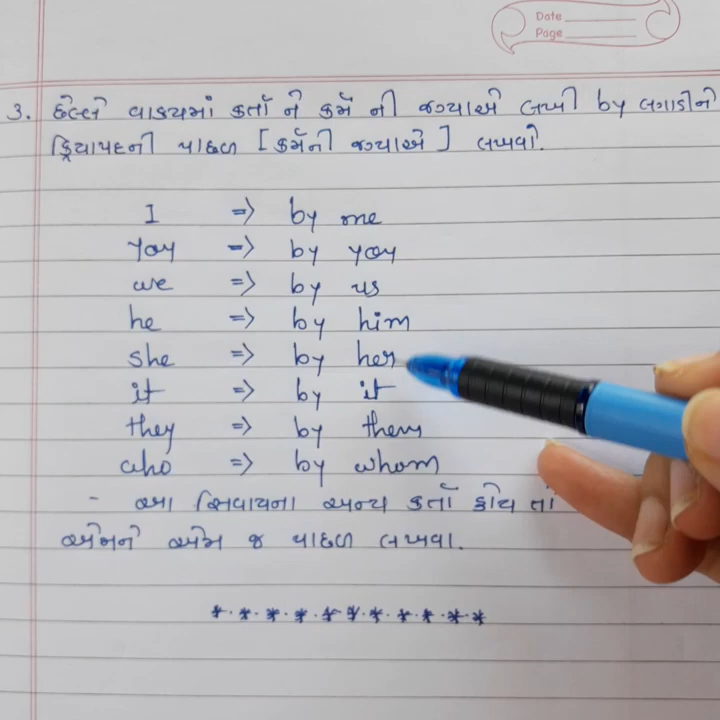 Date
Page
3. છેલ્લે વાક્યમાં કર્તા ને કર્મ ની જગ્યાએ લખી by લગાડીને
ક્રિયાપદની પાછળ [કર્મની જગ્યાએ] લખવો.
I => by me
you => by you
we => by us
he => by him
she => by her
it => by it
they => by them
who => by whom
- આ સિવાયના અન્ય કર્તા હોય તો
એમને એમ જ પાછળ લખવા.